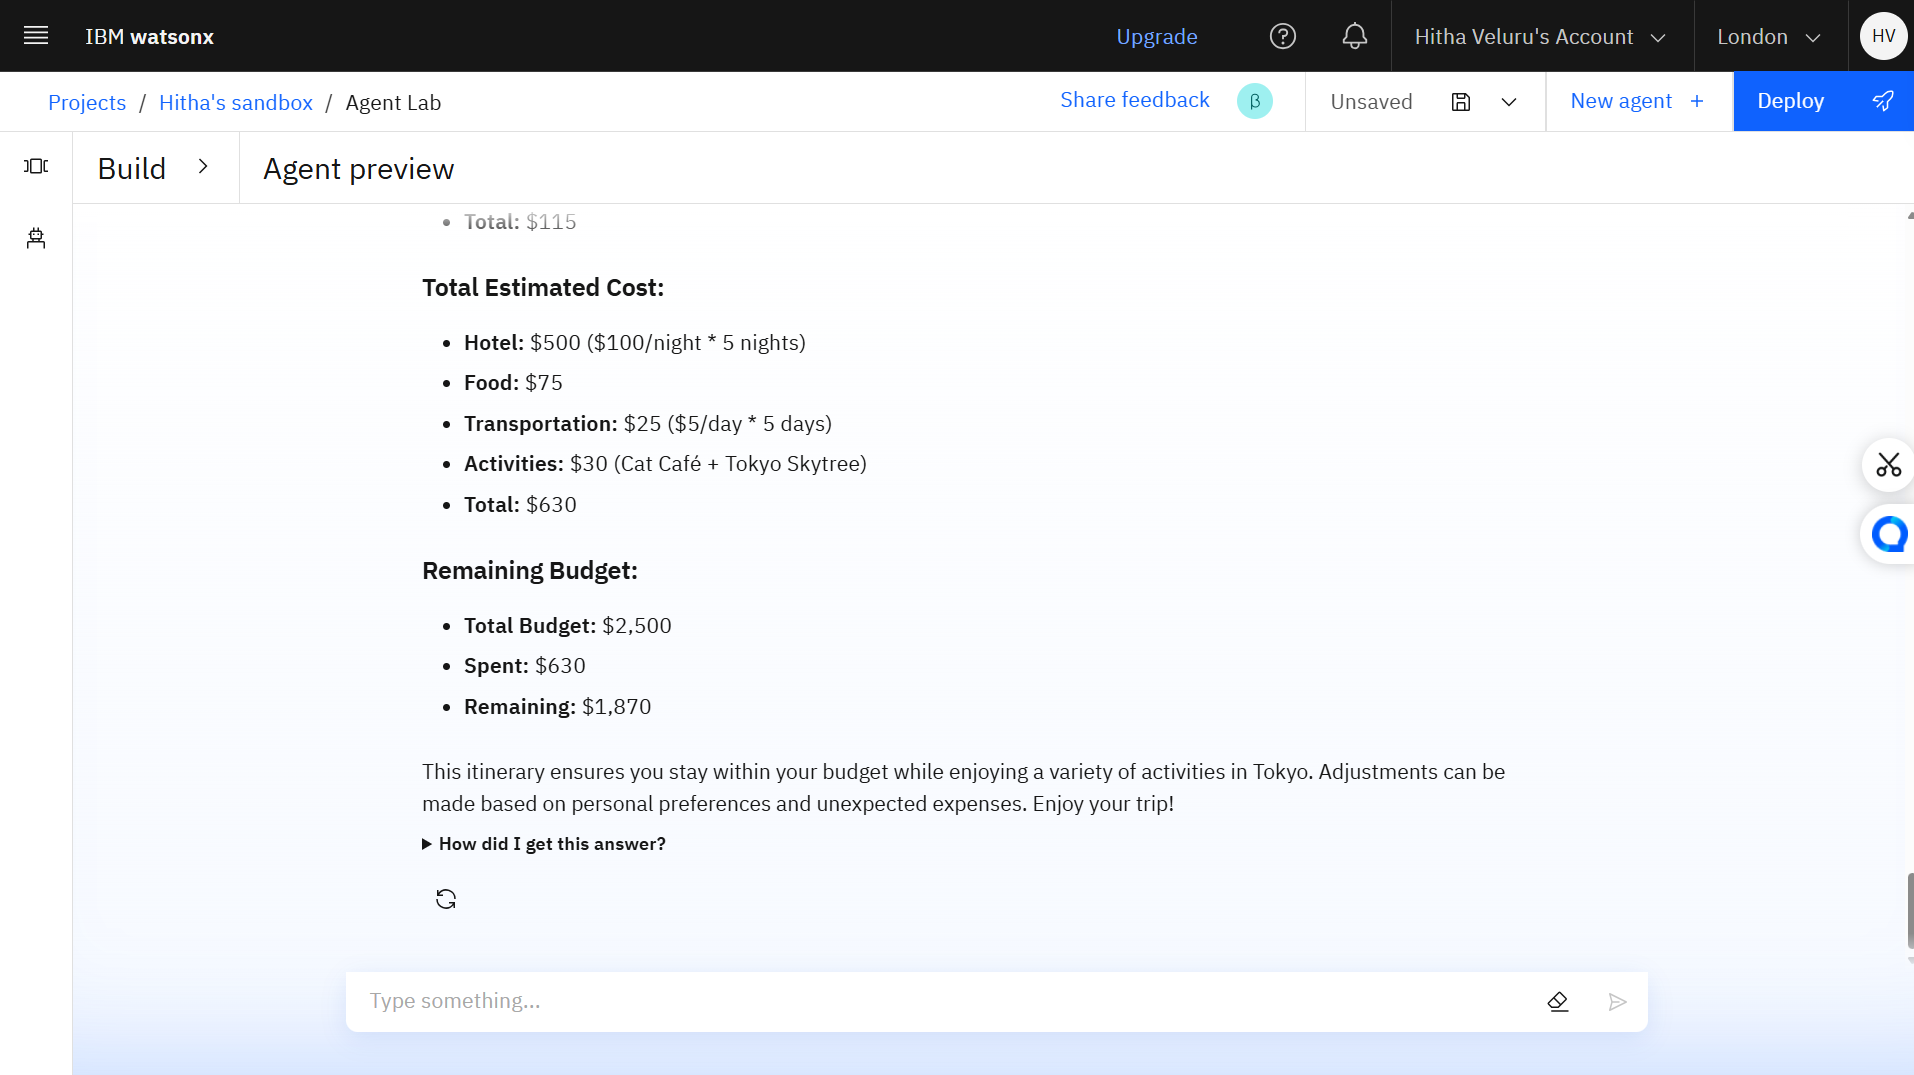 IBM watsonx
Upgrade
Hitha Veluru's Account
London
HV
Projects / Hitha's sandbox / Agent Lab
Share feedback
β
Unsaved
New agent +
Deploy
Build
Agent preview
• Total: $115
Total Estimated Cost:
• Hotel: $500 ($100/night * 5 nights)
• Food: $75
• Transportation: $25 ($5/day * 5 days)
• Activities: $30 (Cat Café + Tokyo Skytree)
• Total: $630
Remaining Budget:
• Total Budget: $2,500
• Spent: $630
• Remaining: $1,870
This itinerary ensures you stay within your budget while enjoying a variety of activities in Tokyo. Adjustments can be
made based on personal preferences and unexpected expenses. Enjoy your trip!
How did I get this answer?
Type something...